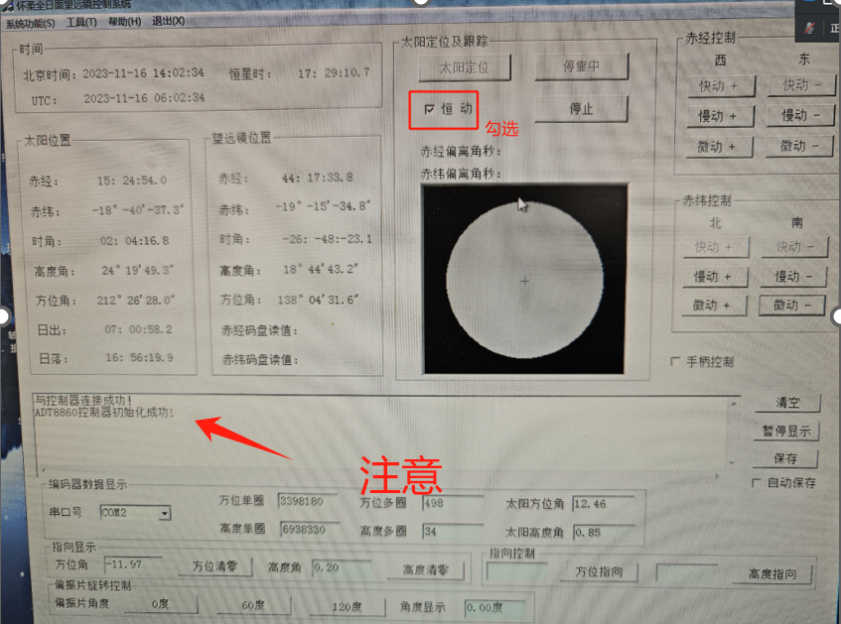 怀柔全日面望远镜控制系统
系统功能(S) 工具(T) 帮助(H) 退出(X)
时间
北京时间: 2023-11-16 14:02:34 恒星时: 17: 29:10.7
UTC: 2023-11-16 06:02:34
太阳位置
赤经: 15: 24:54.0
赤纬: -18° -40'-37.3"
时角: 02: 04:16.8
高度角: 24° 19'49.3"
方位角: 212° 26'28.0"
日出: 07: 00:58.2
日落: 16: 56:19.9
望远镜位置
赤经: 44: 17:33.8
赤纬: -19° -15'-34.8"
时角: -26: -48:-23.1
高度角: 18° 44'43.2"
方位角: 138° 04'31.6"
赤经码盘读值:
赤纬码盘读值:
太阳定位及跟踪
太阳定位 停靠中
恒 动 停止
勾选
赤经偏离角秒:
赤纬偏离角秒:
赤经控制
西 东
快动 + 快动 -
慢动 + 慢动 -
微动 + 微动 -
赤纬控制
北 南
快动 + 快动 -
慢动 + 慢动 -
微动 + 微动 -
手柄控制
与控制器连接成功!
ADT8860控制器初始化成功!
注意
清空
暂停显示
保存
自动保存
编码器数据显示
串口号 COM2 方位单圈 3398180 方位多圈 498 太阳方位角 12.46
高度单圈 6938330 高度多圈 34 太阳高度角 0.85
指向显示
方位角 -11.97 方位清零 高度角 0.20 高度清零
指向控制
方位指向 高度指向
偏振片旋转控制
偏振片角度 0度 60度 120度 角度显示 0.00度